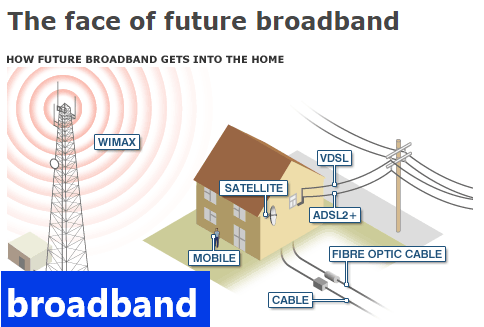 The face of future broadband
HOW FUTURE BROADBAND GETS INTO THE HOME
WIMAX
VDSL
SATELLITE
ADSL2+
MOBILE
FIBRE OPTIC CABLE
CABLE
broadband